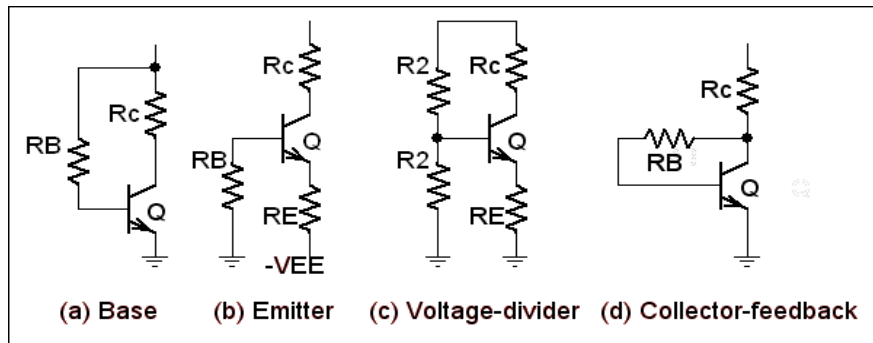 Rc
RB
Q
Rc
RB
Q
RE
-VEE
R2
Rc
Q
R2
RE
Rc
RB
Q
(a) Base
(b) Emitter
(c) Voltage-divider
(d) Collector-feedback